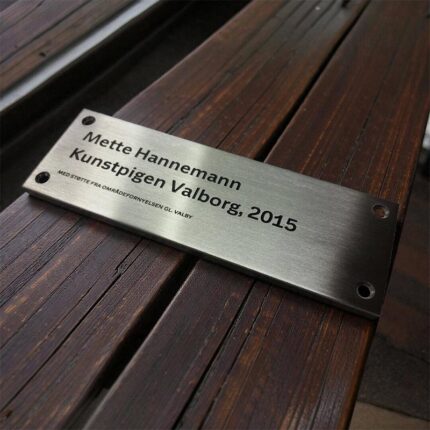 Mette Hannemann
Kunstpigen Valborg, 2015
MED STØTTE FRA OMRÅDEFORNYELSEN GL. VALBY